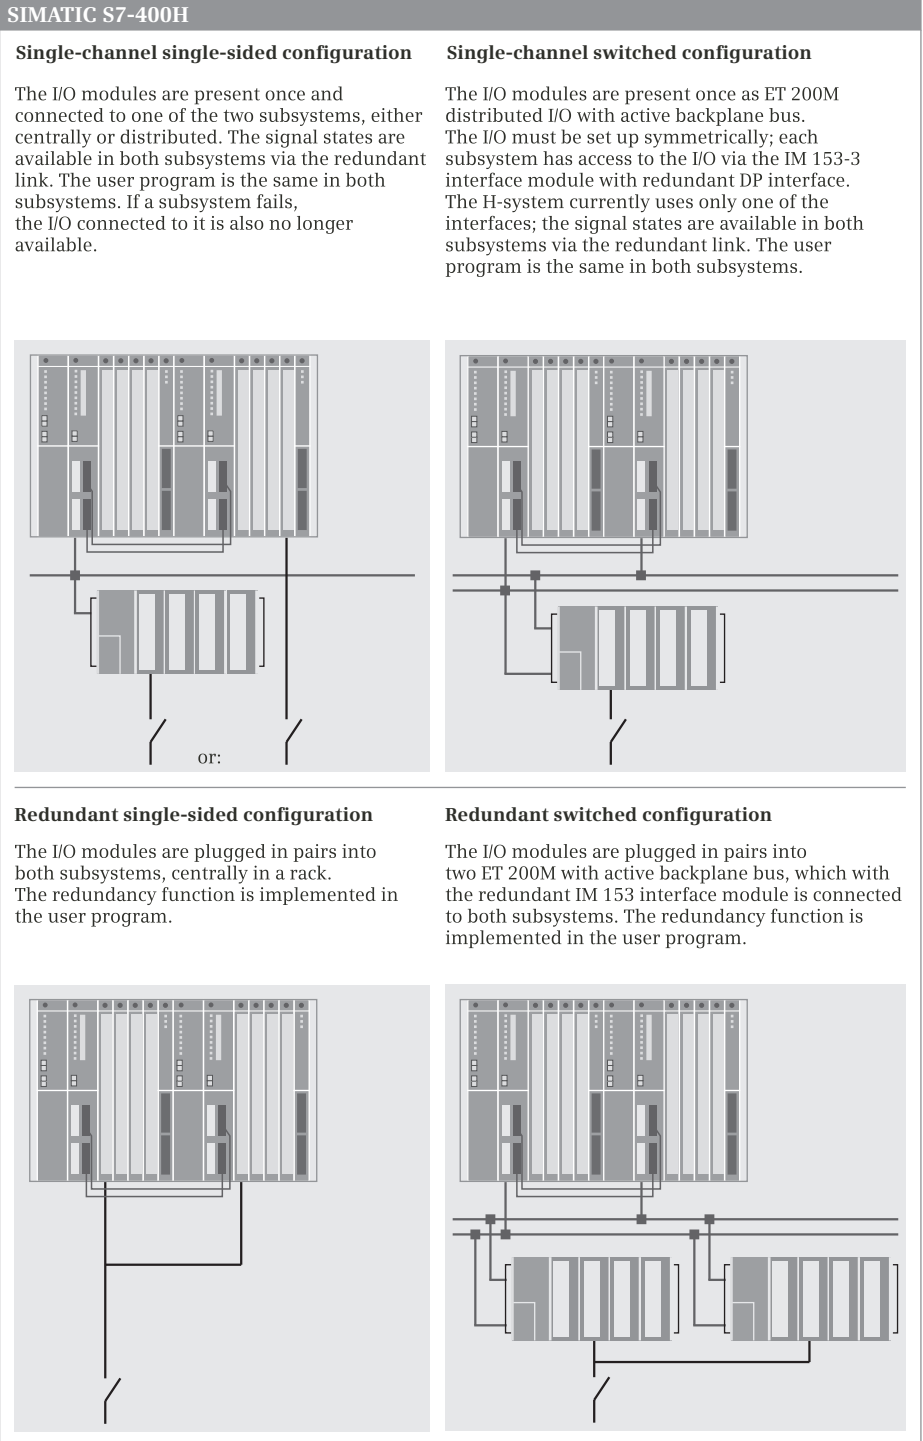 SIMATIC S7-400H
Single-channel single-sided configuration
The I/O modules are present once and
connected to one of the two subsystems, either
centrally or distributed. The signal states are
available in both subsystems via the redundant
link. The user program is the same in both
subsystems. If a subsystem fails,
the I/O connected to it is also no longer
available.
or:
Single-channel switched configuration
The I/O modules are present once as ET 200M
distributed I/O with active backplane bus.
The I/O must be set up symmetrically; each
subsystem has access to the I/O via the IM 153-3
interface module with redundant DP interface.
The H-system currently uses only one of the
interfaces; the signal states are available in both
subsystems via the redundant link. The user
program is the same in both subsystems.
Redundant single-sided configuration
The I/O modules are plugged in pairs into
both subsystems, centrally in a rack.
The redundancy function is implemented in
the user program.
Redundant switched configuration
The I/O modules are plugged in pairs into
two ET 200M with active backplane bus, which with
the redundant IM 153 interface module is connected
to both subsystems. The redundancy function is
implemented in the user program.